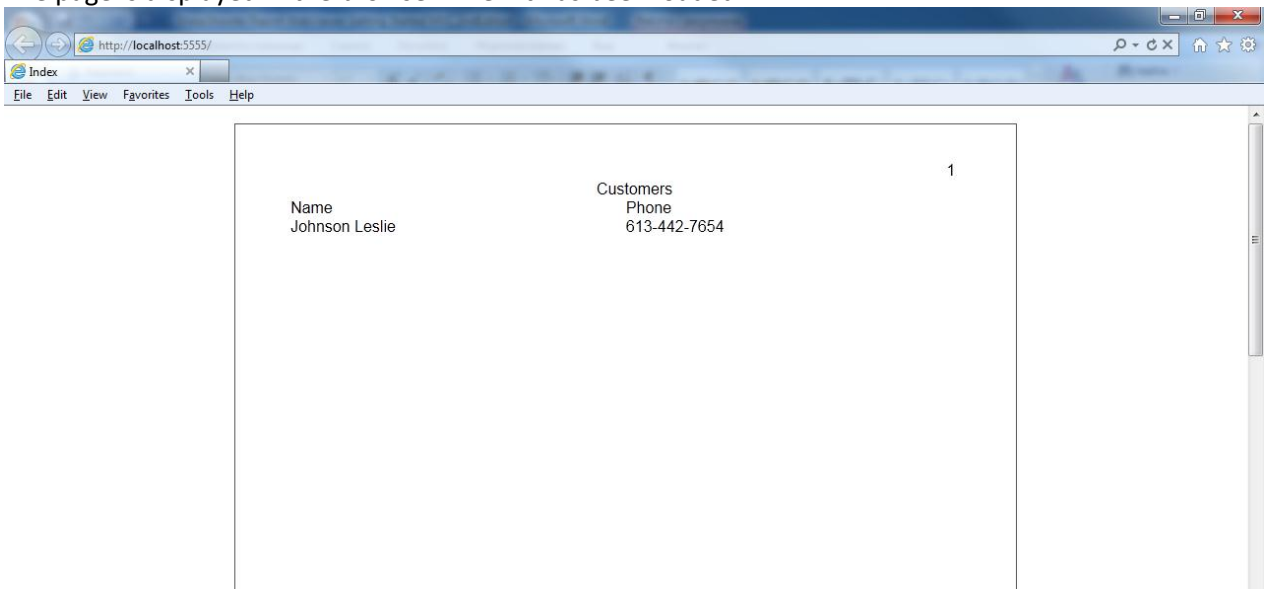 http://localhost:5555/
Index
File Edit View Favorites Tools Help
1
Customers
Name Phone
Johnson Leslie 613-442-7654